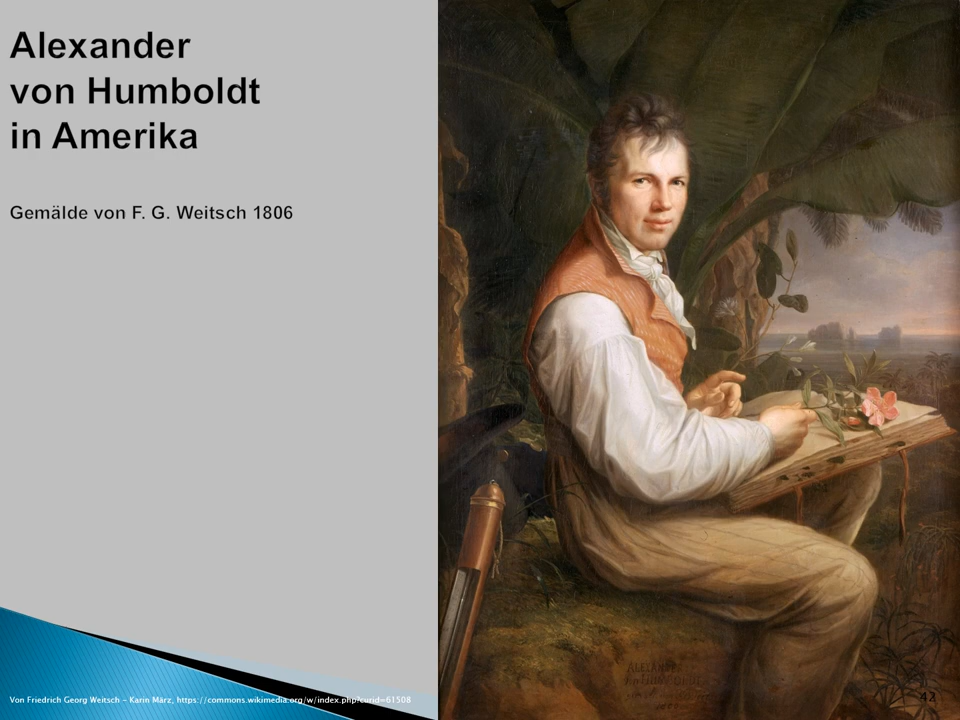 Alexander
von Humboldt
in Amerika
Gemälde von F. G. Weitsch 1806
Von Friedrich Georg Weitsch - Karin März, https://commons.wikimedia.org/w/index.php?curid=61508
42